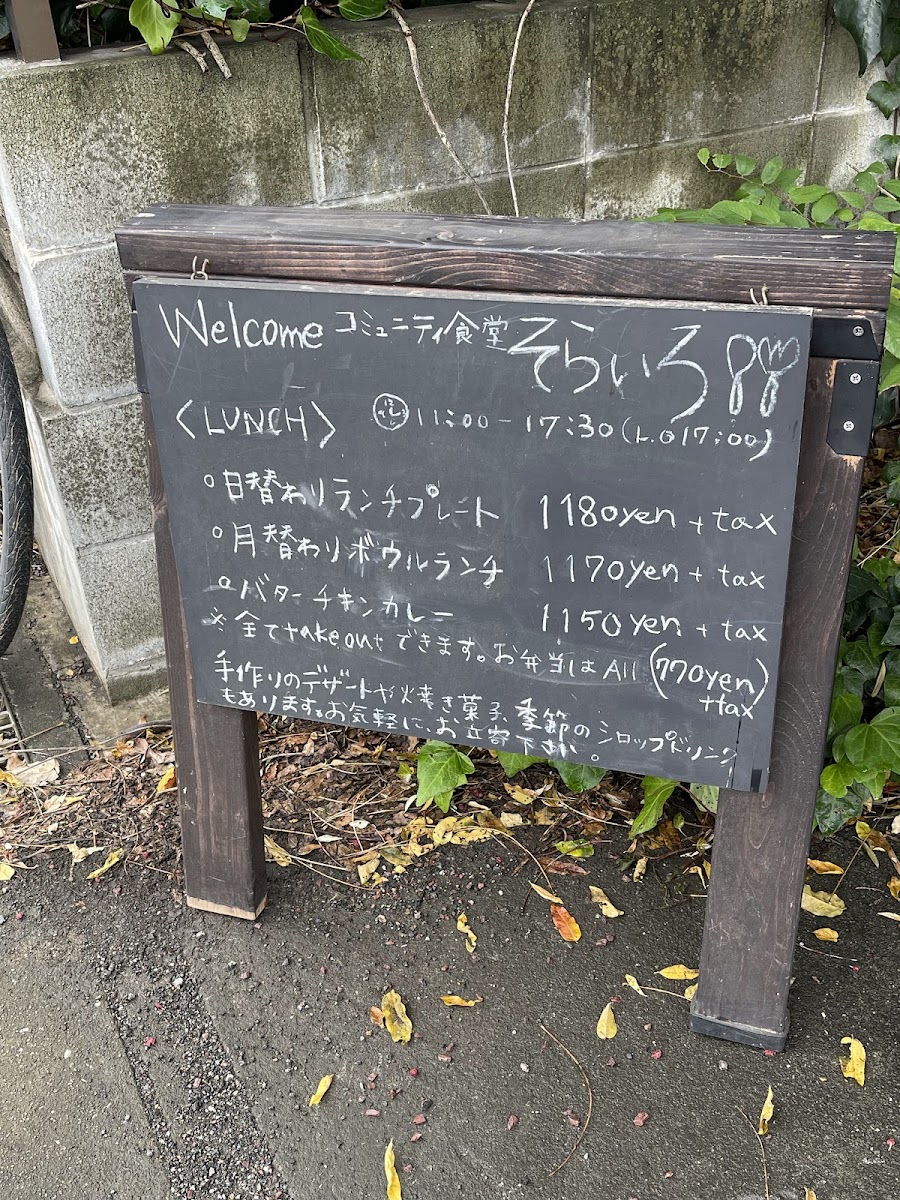 Welcome コミュニティ食堂 そらいろ
〈LUNCH〉 11:00-17:30(L.O17:00)
○日替わりランチプレート 1180yen + tax
○月替わりボウルランチ 1170yen + tax
○バターチキンカレー 1150yen + tax
※全てtakeoutできます。お弁当はAll (770yen)
+tax
手作りのデザートや火焼き菓子、季節のシロップドリンク
もあります。お気軽に、お立寄下さい。